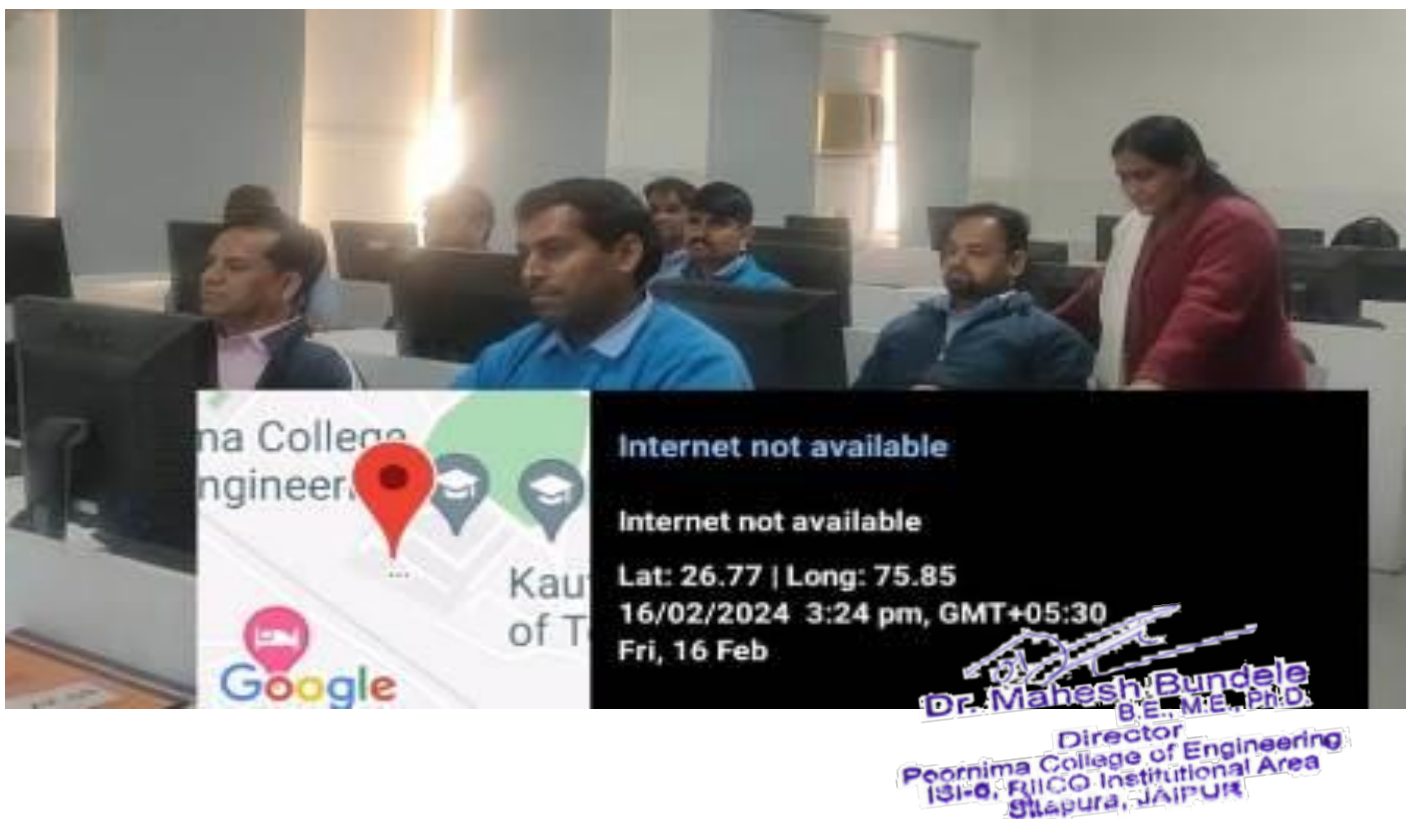 na College
ngineer
Kau
of T
Google
Internet not available
Internet not available
Lat: 26.77 | Long: 75.85
16/02/2024 3:24 pm, GMT+05:30
Fri, 16 Feb
Dr. Mahesh Bundele
B.E., M.E., Ph.D.
Director
Poornima College of Engineering
ISI-6, RIICO Institutional Area
Sitapura, JAIPUR